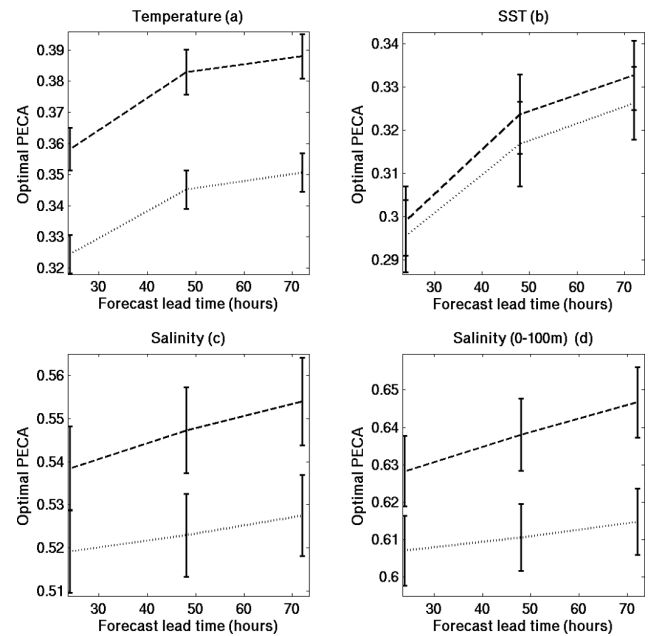 Temperature (a)
Optimal PECA
0.39
0.38
0.37
0.36
0.35
0.34
0.33
0.32
30 40 50 60 70
Forecast lead time (hours)
SST (b)
Optimal PECA
0.34
0.33
0.32
0.31
0.3
0.29
30 40 50 60 70
Forecast lead time (hours)
Salinity (c)
Optimal PECA
0.56
0.55
0.54
0.53
0.52
0.51
30 40 50 60 70
Forecast lead time (hours)
Salinity (0-100m) (d)
Optimal PECA
0.65
0.64
0.63
0.62
0.61
0.6
30 40 50 60 70
Forecast lead time (hours)